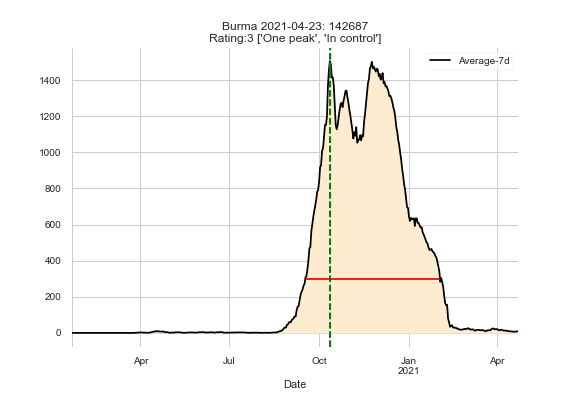 Burma 2021-04-23: 142687
Rating:3 ['One peak', 'In control']
Average-7d
1400
1200
1000
800
600
400
200
0
Apr
Jul
Oct
Jan
2021
Apr
Date